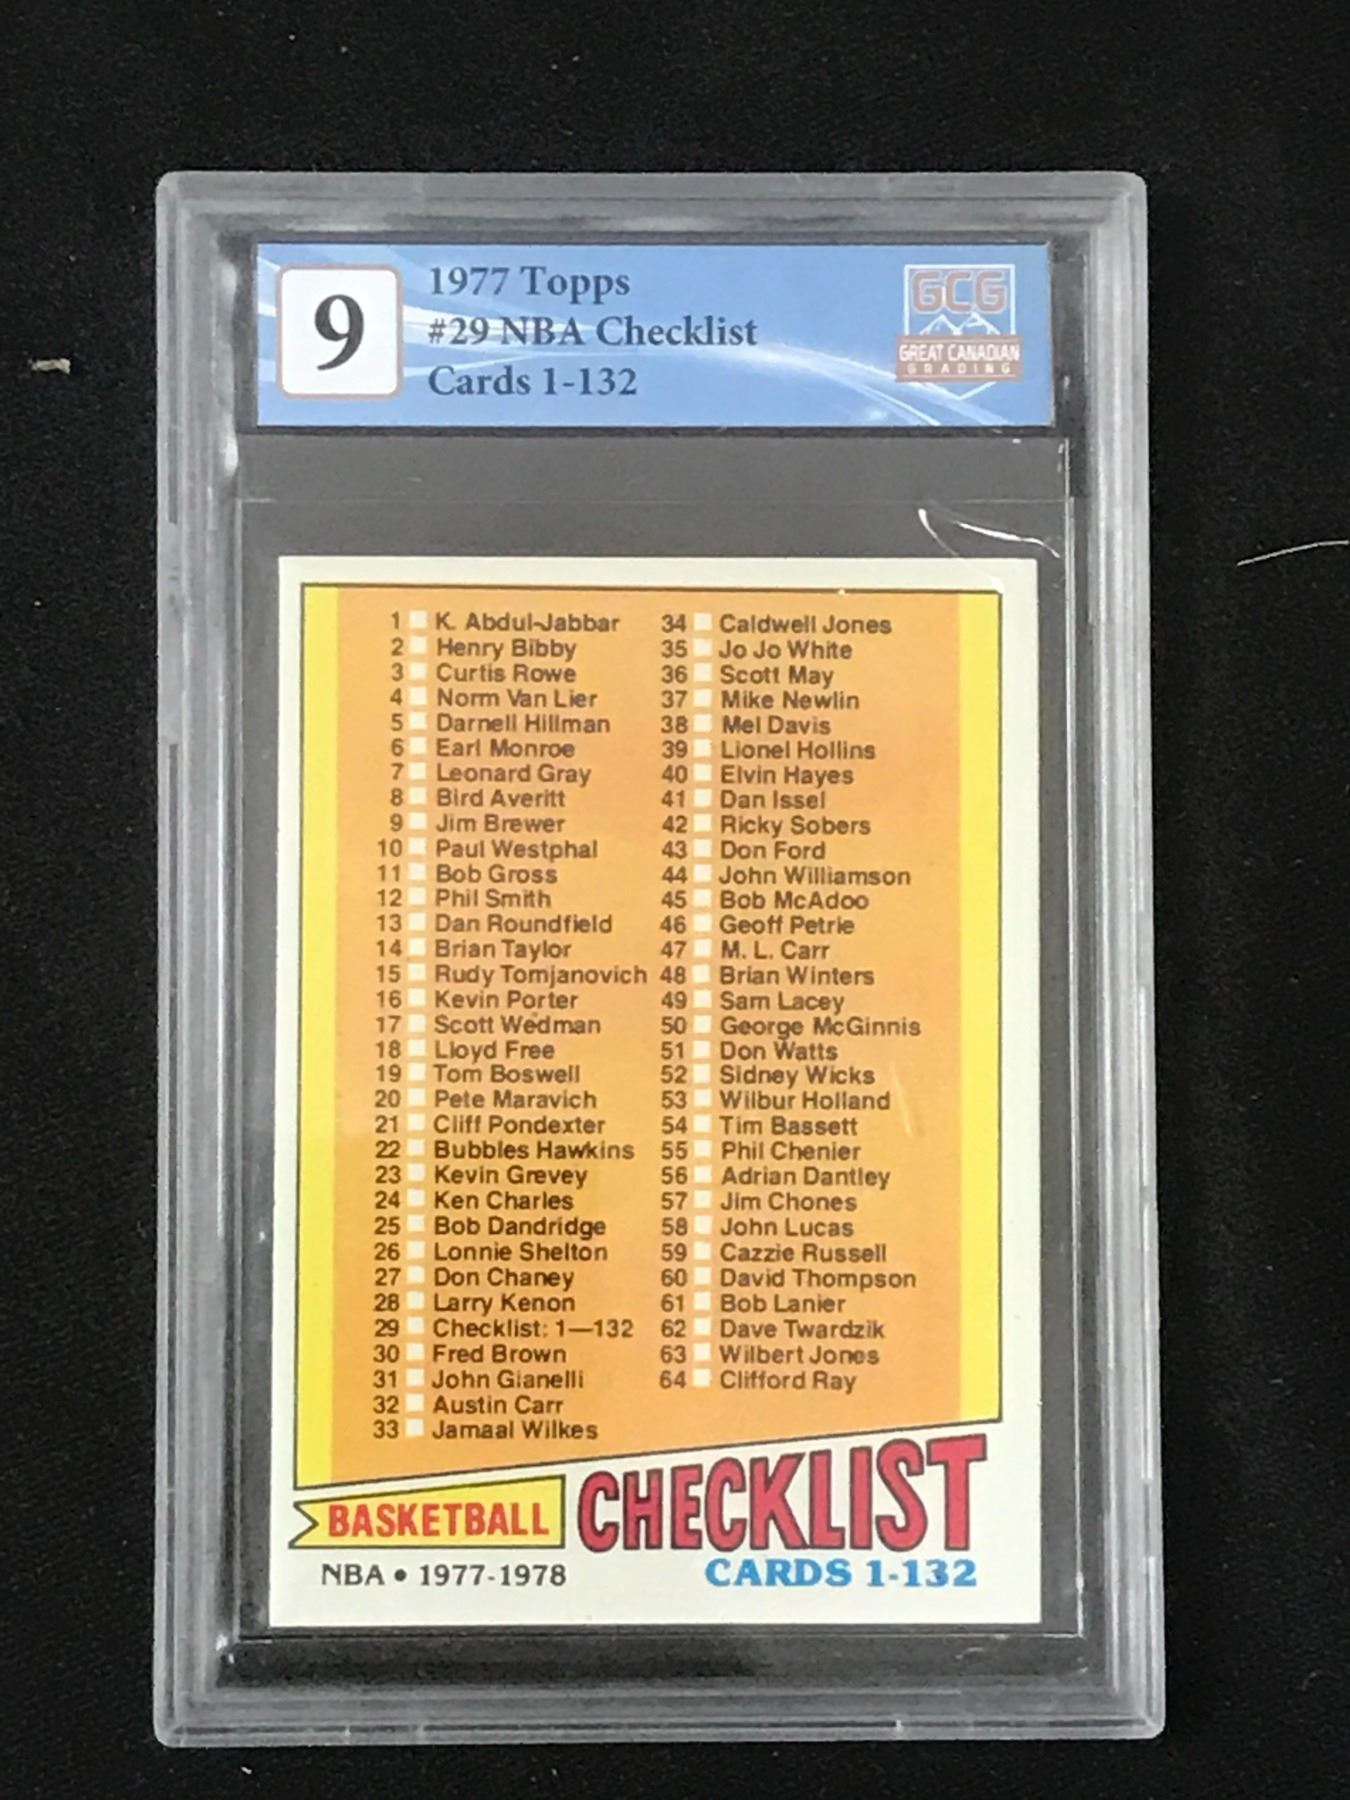 9
1977 Topps
#29 NBA Checklist
Cards 1-132
GCG
GREAT CANADIAN
GRADING
1 K. Abdul-Jabbar
2 Henry Bibby
3 Curtis Rowe
4 Norm Van Lier
5 Darnell Hillman
6 Earl Monroe
7 Leonard Gray
8 Bird Averitt
9 Jim Brewer
10 Paul Westphal
11 Bob Gross
12 Phil Smith
13 Dan Roundfield
14 Brian Taylor
15 Rudy Tomjanovich
16 Kevin Porter
17 Scott Wedman
18 Lloyd Free
19 Tom Boswell
20 Pete Maravich
21 Cliff Pondexter
22 Bubbles Hawkins
23 Kevin Grevey
24 Ken Charles
25 Bob Dandridge
26 Lonnie Shelton
27 Don Chaney
28 Larry Kenon
29 Checklist: 1—132
30 Fred Brown
31 John Gianelli
32 Austin Carr
33 Jamaal Wilkes
34 Caldwell Jones
35 Jo Jo White
36 Scott May
37 Mike Newlin
38 Mel Davis
39 Lionel Hollins
40 Elvin Hayes
41 Dan Issel
42 Ricky Sobers
43 Don Ford
44 John Williamson
45 Bob McAdoo
46 Geoff Petrie
47 M. L. Carr
48 Brian Winters
49 Sam Lacey
50 George McGinnis
51 Don Watts
52 Sidney Wicks
53 Wilbur Holland
54 Tim Bassett
55 Phil Chenier
56 Adrian Dantley
57 Jim Chones
58 John Lucas
59 Cazzie Russell
60 David Thompson
61 Bob Lanier
62 Dave Twardzik
63 Wilbert Jones
64 Clifford Ray
BASKETBALL CHECKLIST
NBA • 1977-1978 CARDS 1-132